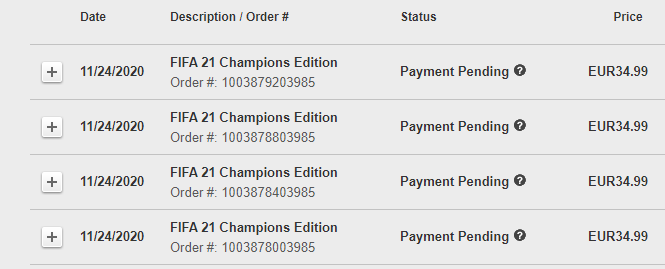 Date Description / Order # Status Price
FIFA 21 Champions Edition
11/24/2020 Payment Pending ? EUR34.99
Order #: 1003879203985
FIFA 21 Champions Edition
11/24/2020 Payment Pending ? EUR34.99
Order #: 1003878803985
FIFA 21 Champions Edition
11/24/2020 Payment Pending ? EUR34.99
Order #: 1003878403985
FIFA 21 Champions Edition
11/24/2020 Payment Pending ? EUR34.99
Order #: 1003878003985